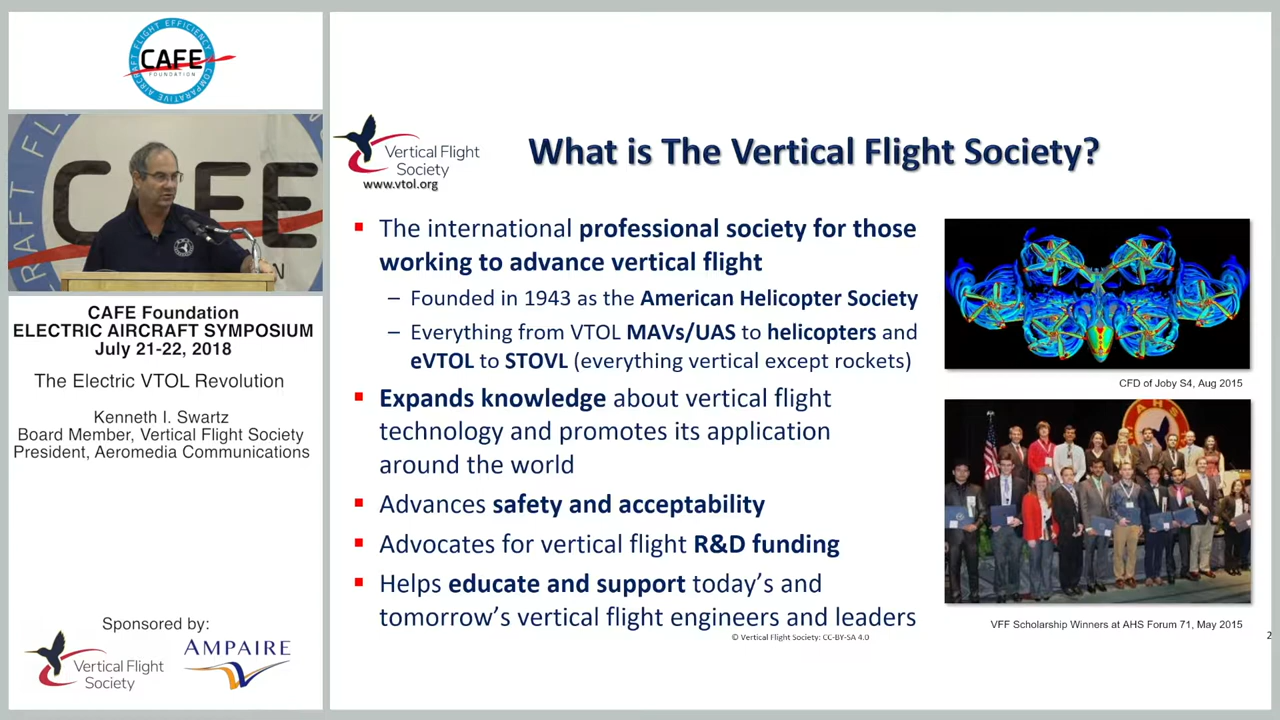 AIRCRAFT FLIGHT EFFICIENCY
CAFE
FOUNDATION
COMPARATIVE
CAFE
CAFE Foundation
ELECTRIC AIRCRAFT SYMPOSIUM
July 21-22, 2018
The Electric VTOL Revolution
Kenneth I. Swartz
Board Member, Vertical Flight Society
President, Aeromedia Communications
Sponsored by:
Vertical Flight
Society
AMPAIRE
Vertical Flight
Society
www.vtol.org
What is The Vertical Flight Society?
▪ The international professional society for those
working to advance vertical flight
– Founded in 1943 as the American Helicopter Society
– Everything from VTOL MAVs/UAS to helicopters and
eVTOL to STOVL (everything vertical except rockets)
▪ Expands knowledge about vertical flight
technology and promotes its application
around the world
▪ Advances safety and acceptability
▪ Advocates for vertical flight R&D funding
▪ Helps educate and support today's and
tomorrow's vertical flight engineers and leaders
© Vertical Flight Society: CC-BY-SA 4.0
CFD of Joby S4, Aug 2015
AHS
VFF Scholarship Winners at AHS Forum 71, May 2015
2